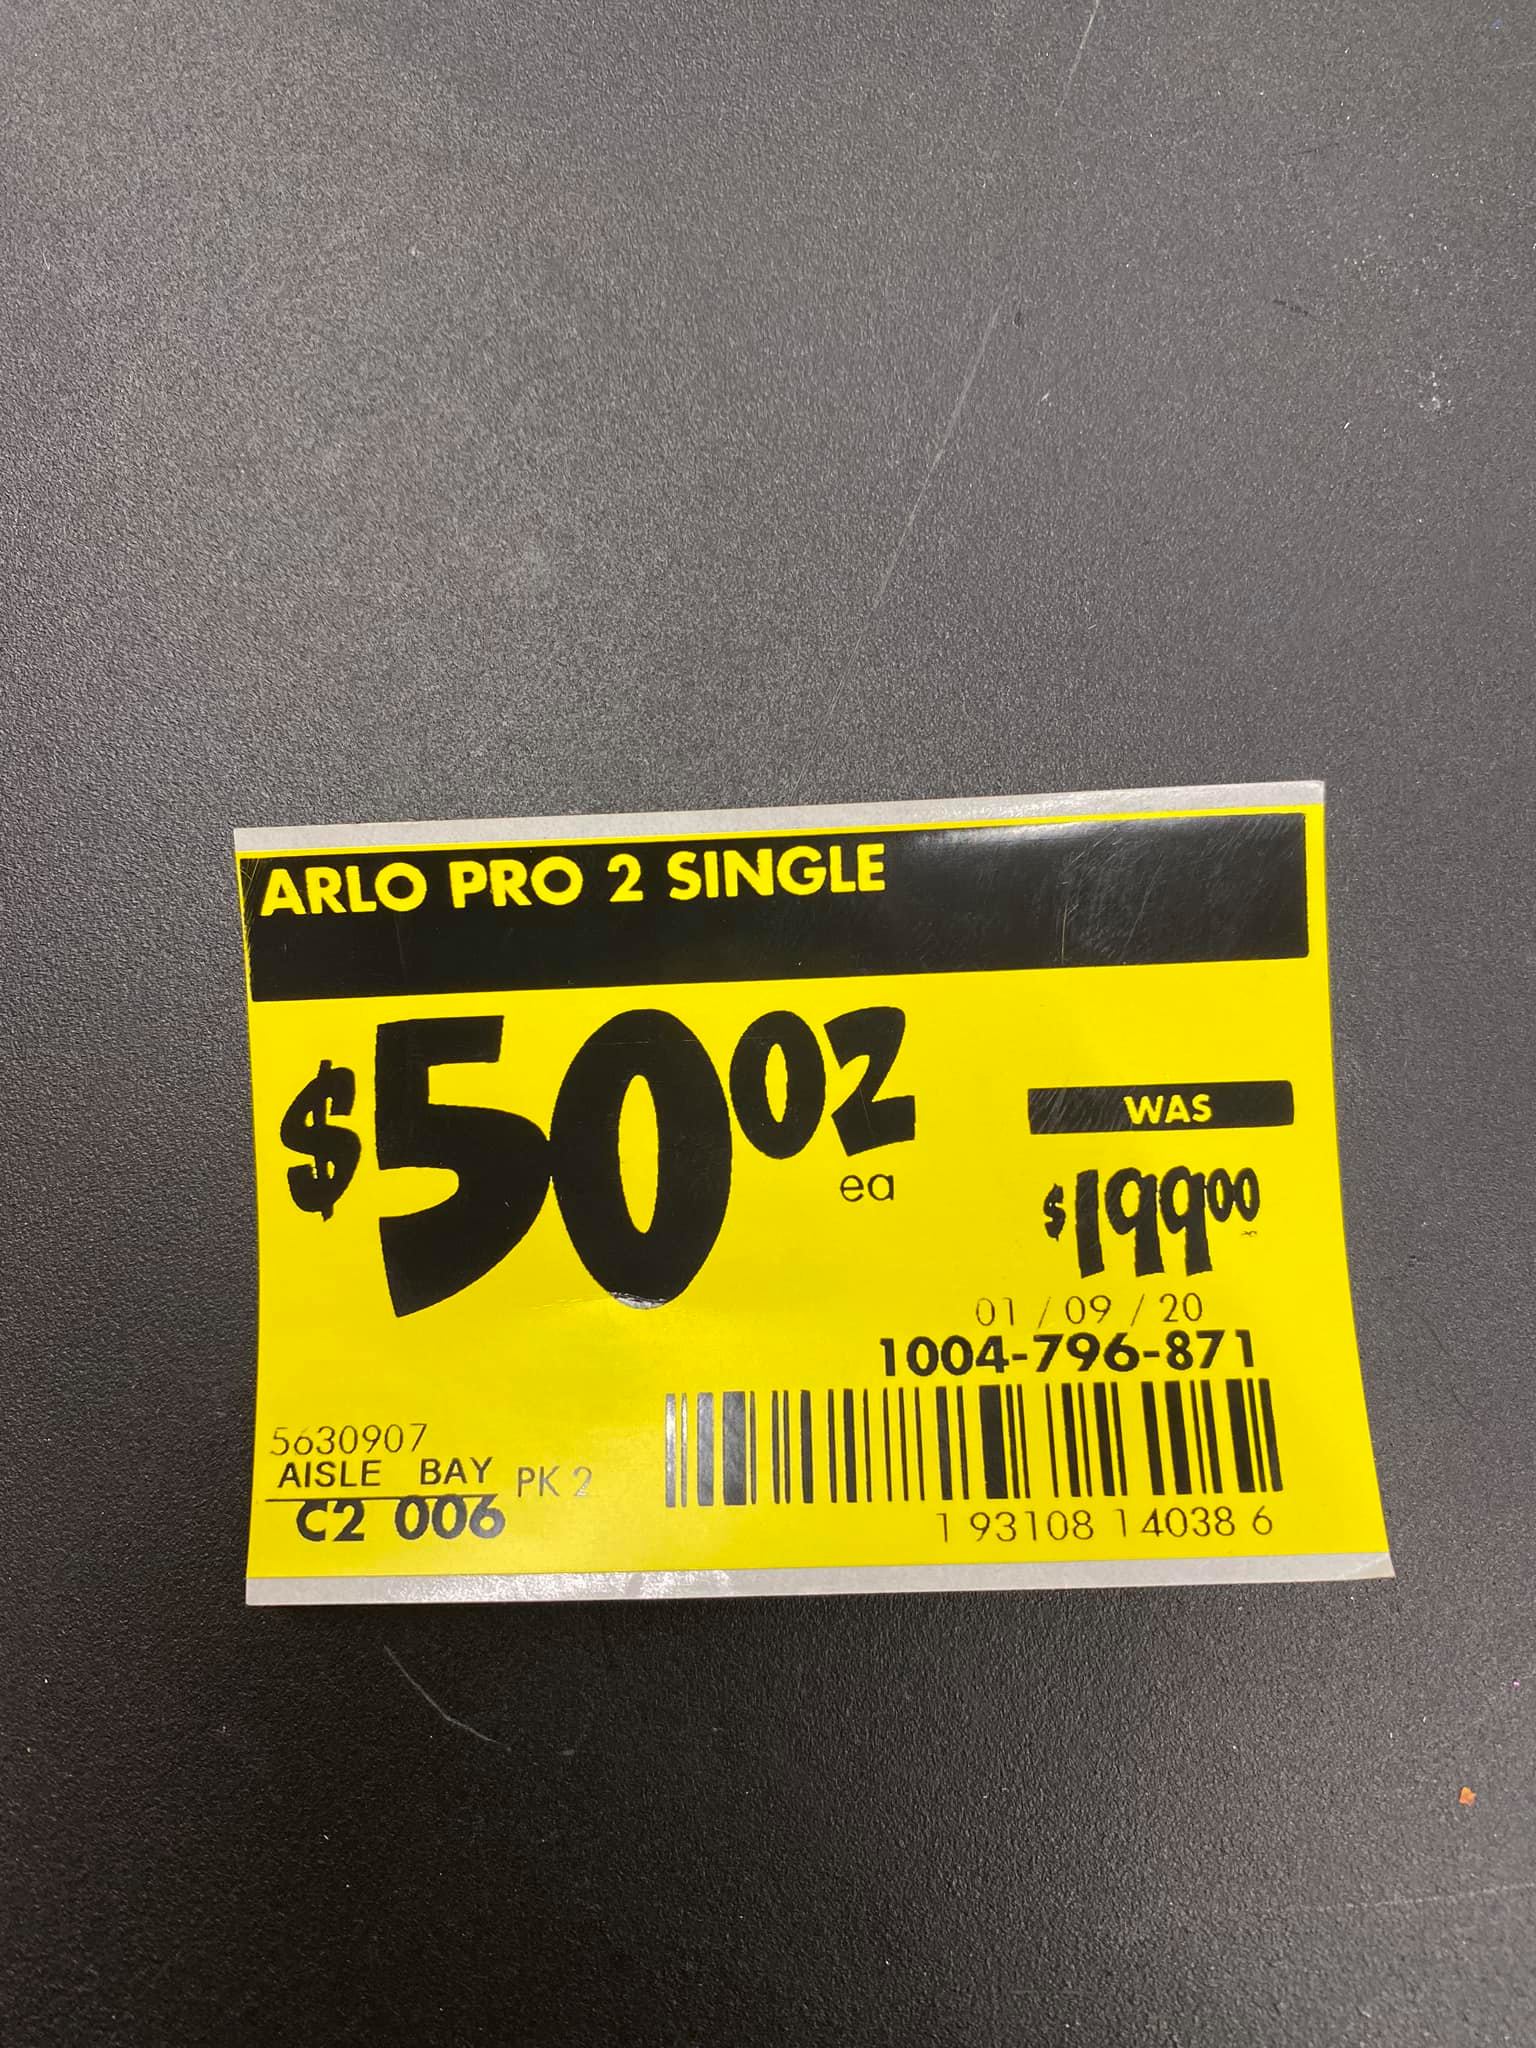 ARLO PRO 2 SINGLE
$50.02
ea
WAS
$199.00
01 / 09 / 20
1004-796-871
5630907
AISLE BAY PK 2
C2 006
1 93108 14038 6